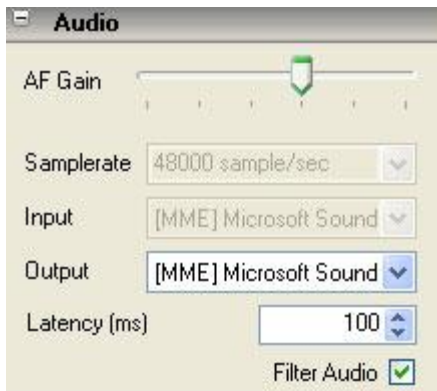 Audio
AF Gain
Samplerate 48000 sample/sec
Input [MME] Microsoft Sound
Output [MME] Microsoft Sound
Latency (ms) 100
Filter Audio